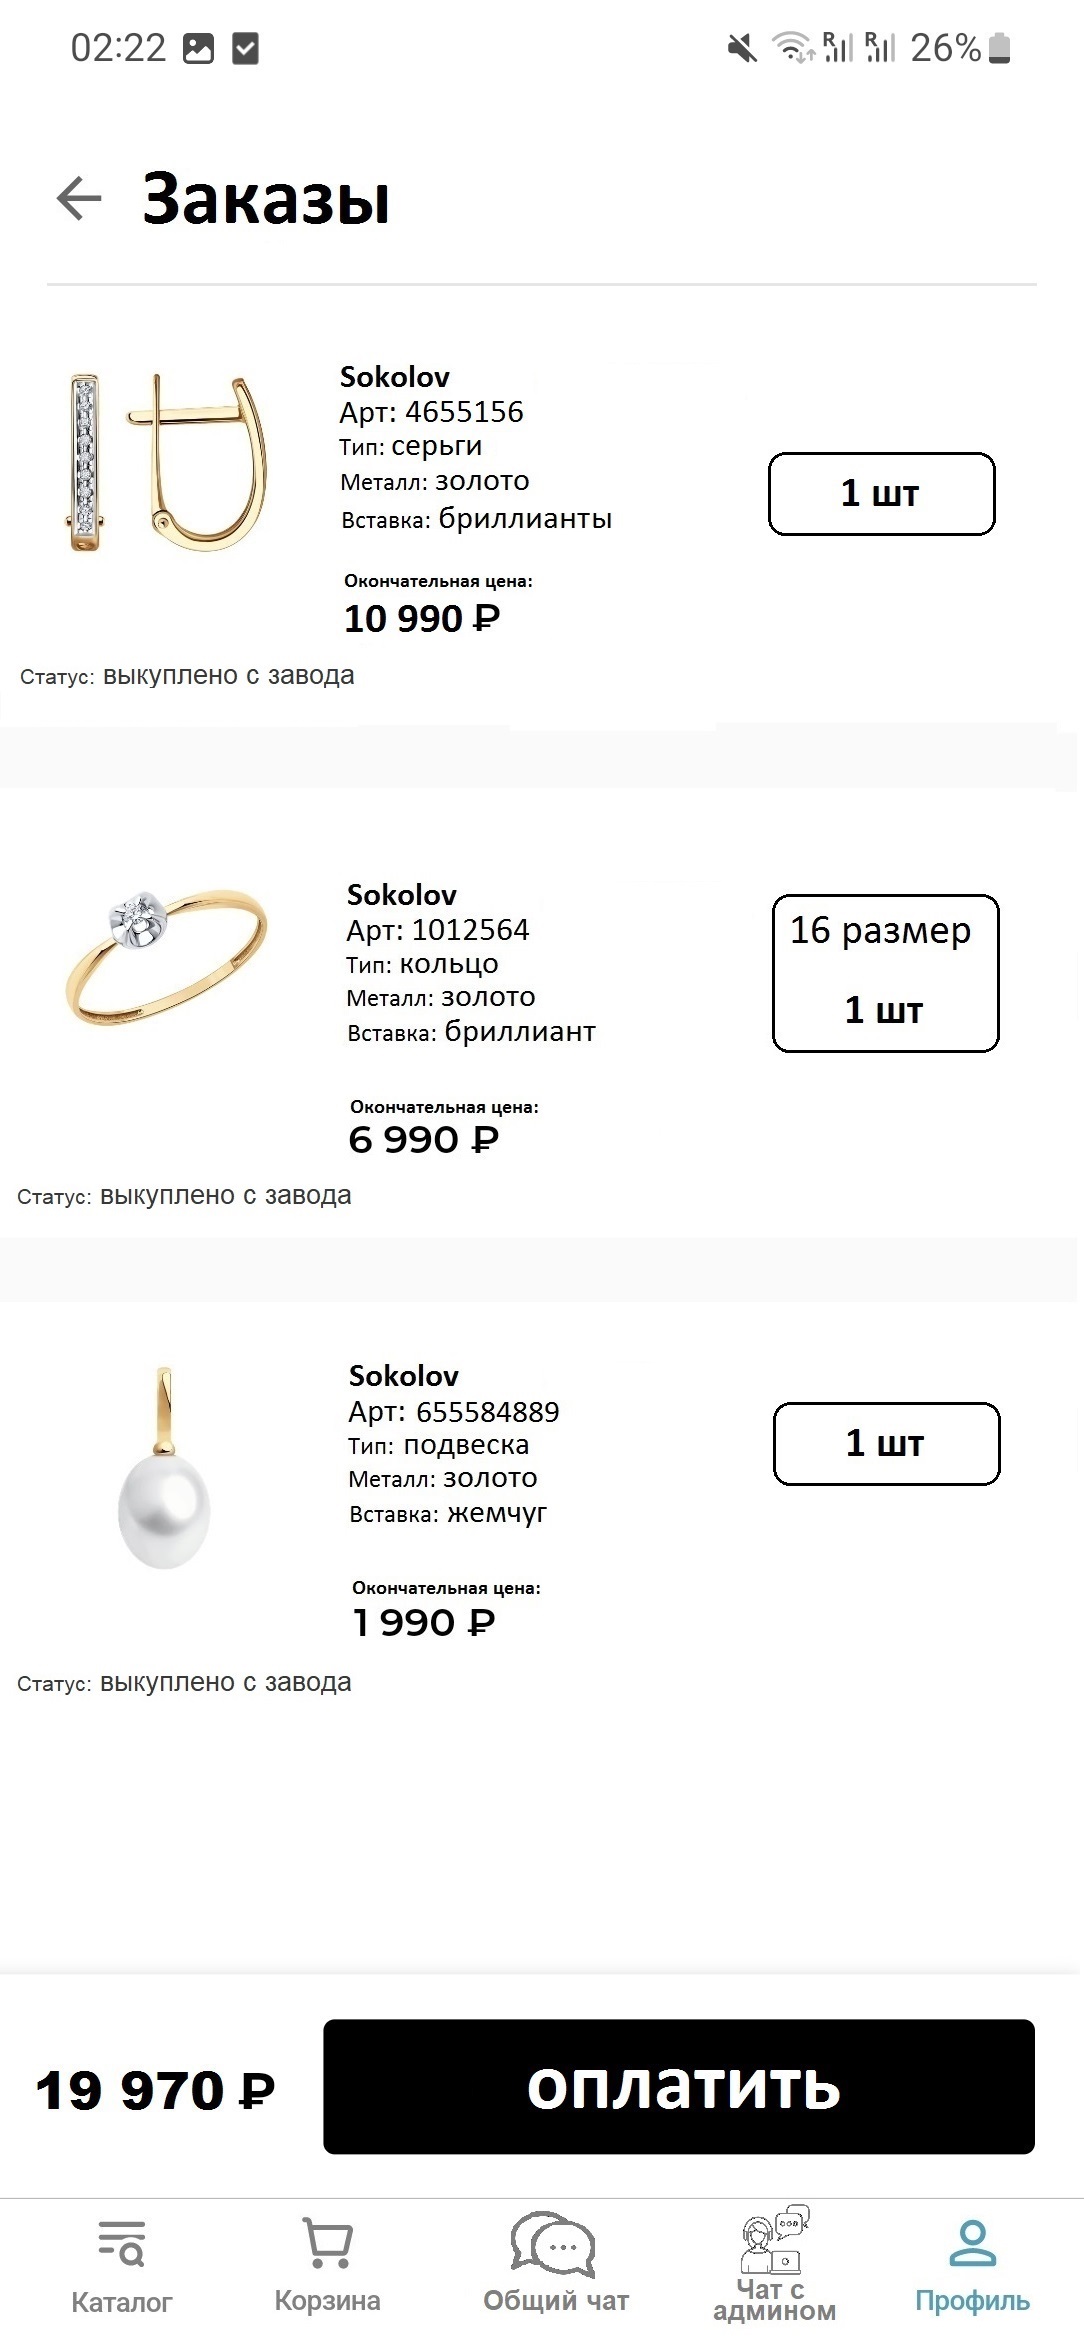 02:22
R R 26%
Заказы
Sokolov
Арт: 4655156
Тип: серьги
Металл: золото
Вставка: бриллианты
1 шт
Окончательная цена:
10 990 ₽
Статус: выкуплено с завода
Sokolov
Арт: 1012564
Тип: кольцо
Металл: золото
Вставка: бриллиант
16 размер
1 шт
Окончательная цена:
6 990 ₽
Статус: выкуплено с завода
Sokolov
Арт: 655584889
Тип: подвеска
Металл: золото
Вставка: жемчуг
1 шт
Окончательная цена:
1 990 ₽
Статус: выкуплено с завода
19 970 ₽
оплатить
Каталог
Корзина
Общий чат
Чат с
админом
Профиль